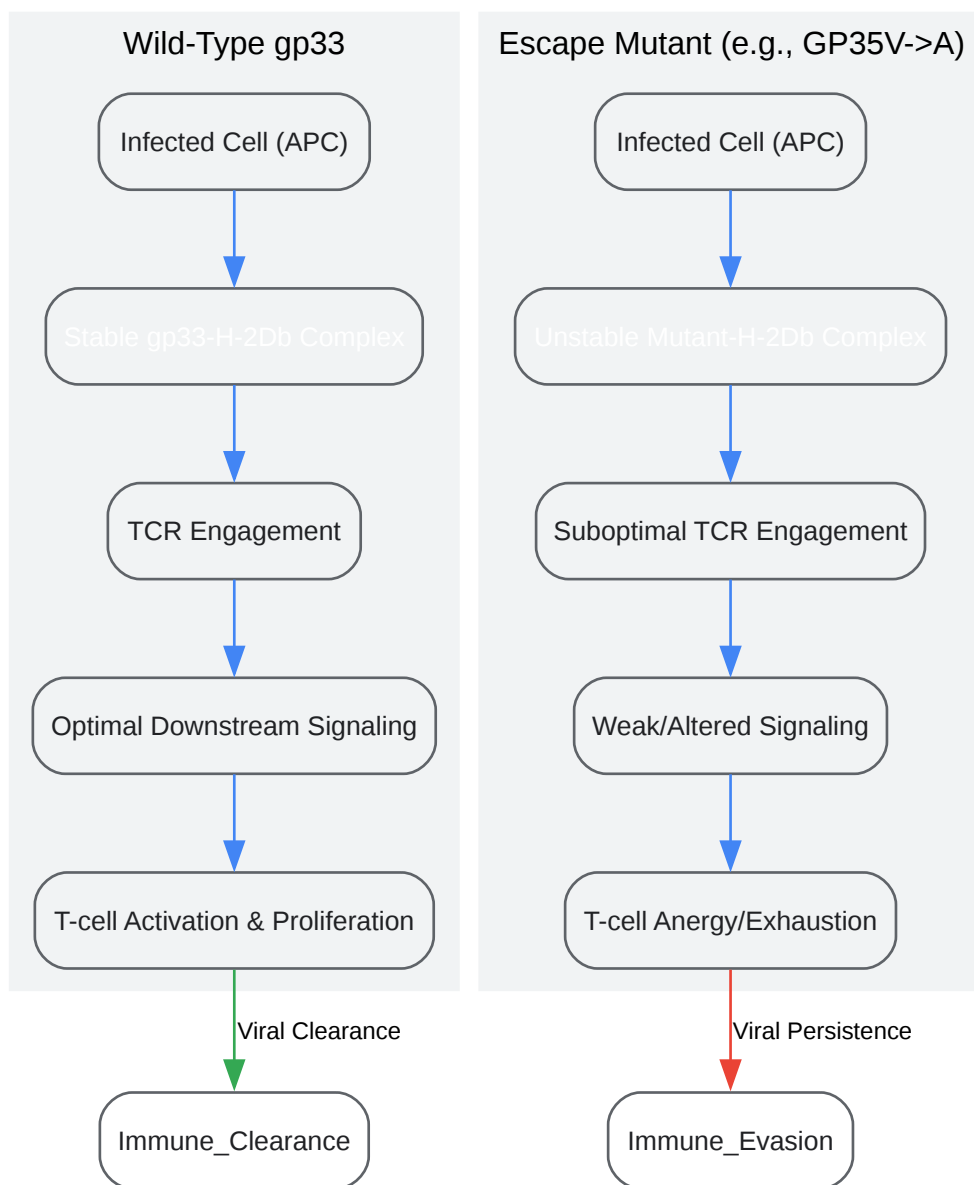 Wild-Type gp33
Infected Cell (APC)
Stable gp33-H-2Db Complex
TCR Engagement
Optimal Downstream Signaling
T-cell Activation & Proliferation
Viral Clearance
Immune_Clearance
Escape Mutant (e.g., GP35V->A)
Infected Cell (APC)
Unstable Mutant-H-2Db Complex
Suboptimal TCR Engagement
Weak/Altered Signaling
T-cell Anergy/Exhaustion
Viral Persistence
Immune_Evasion